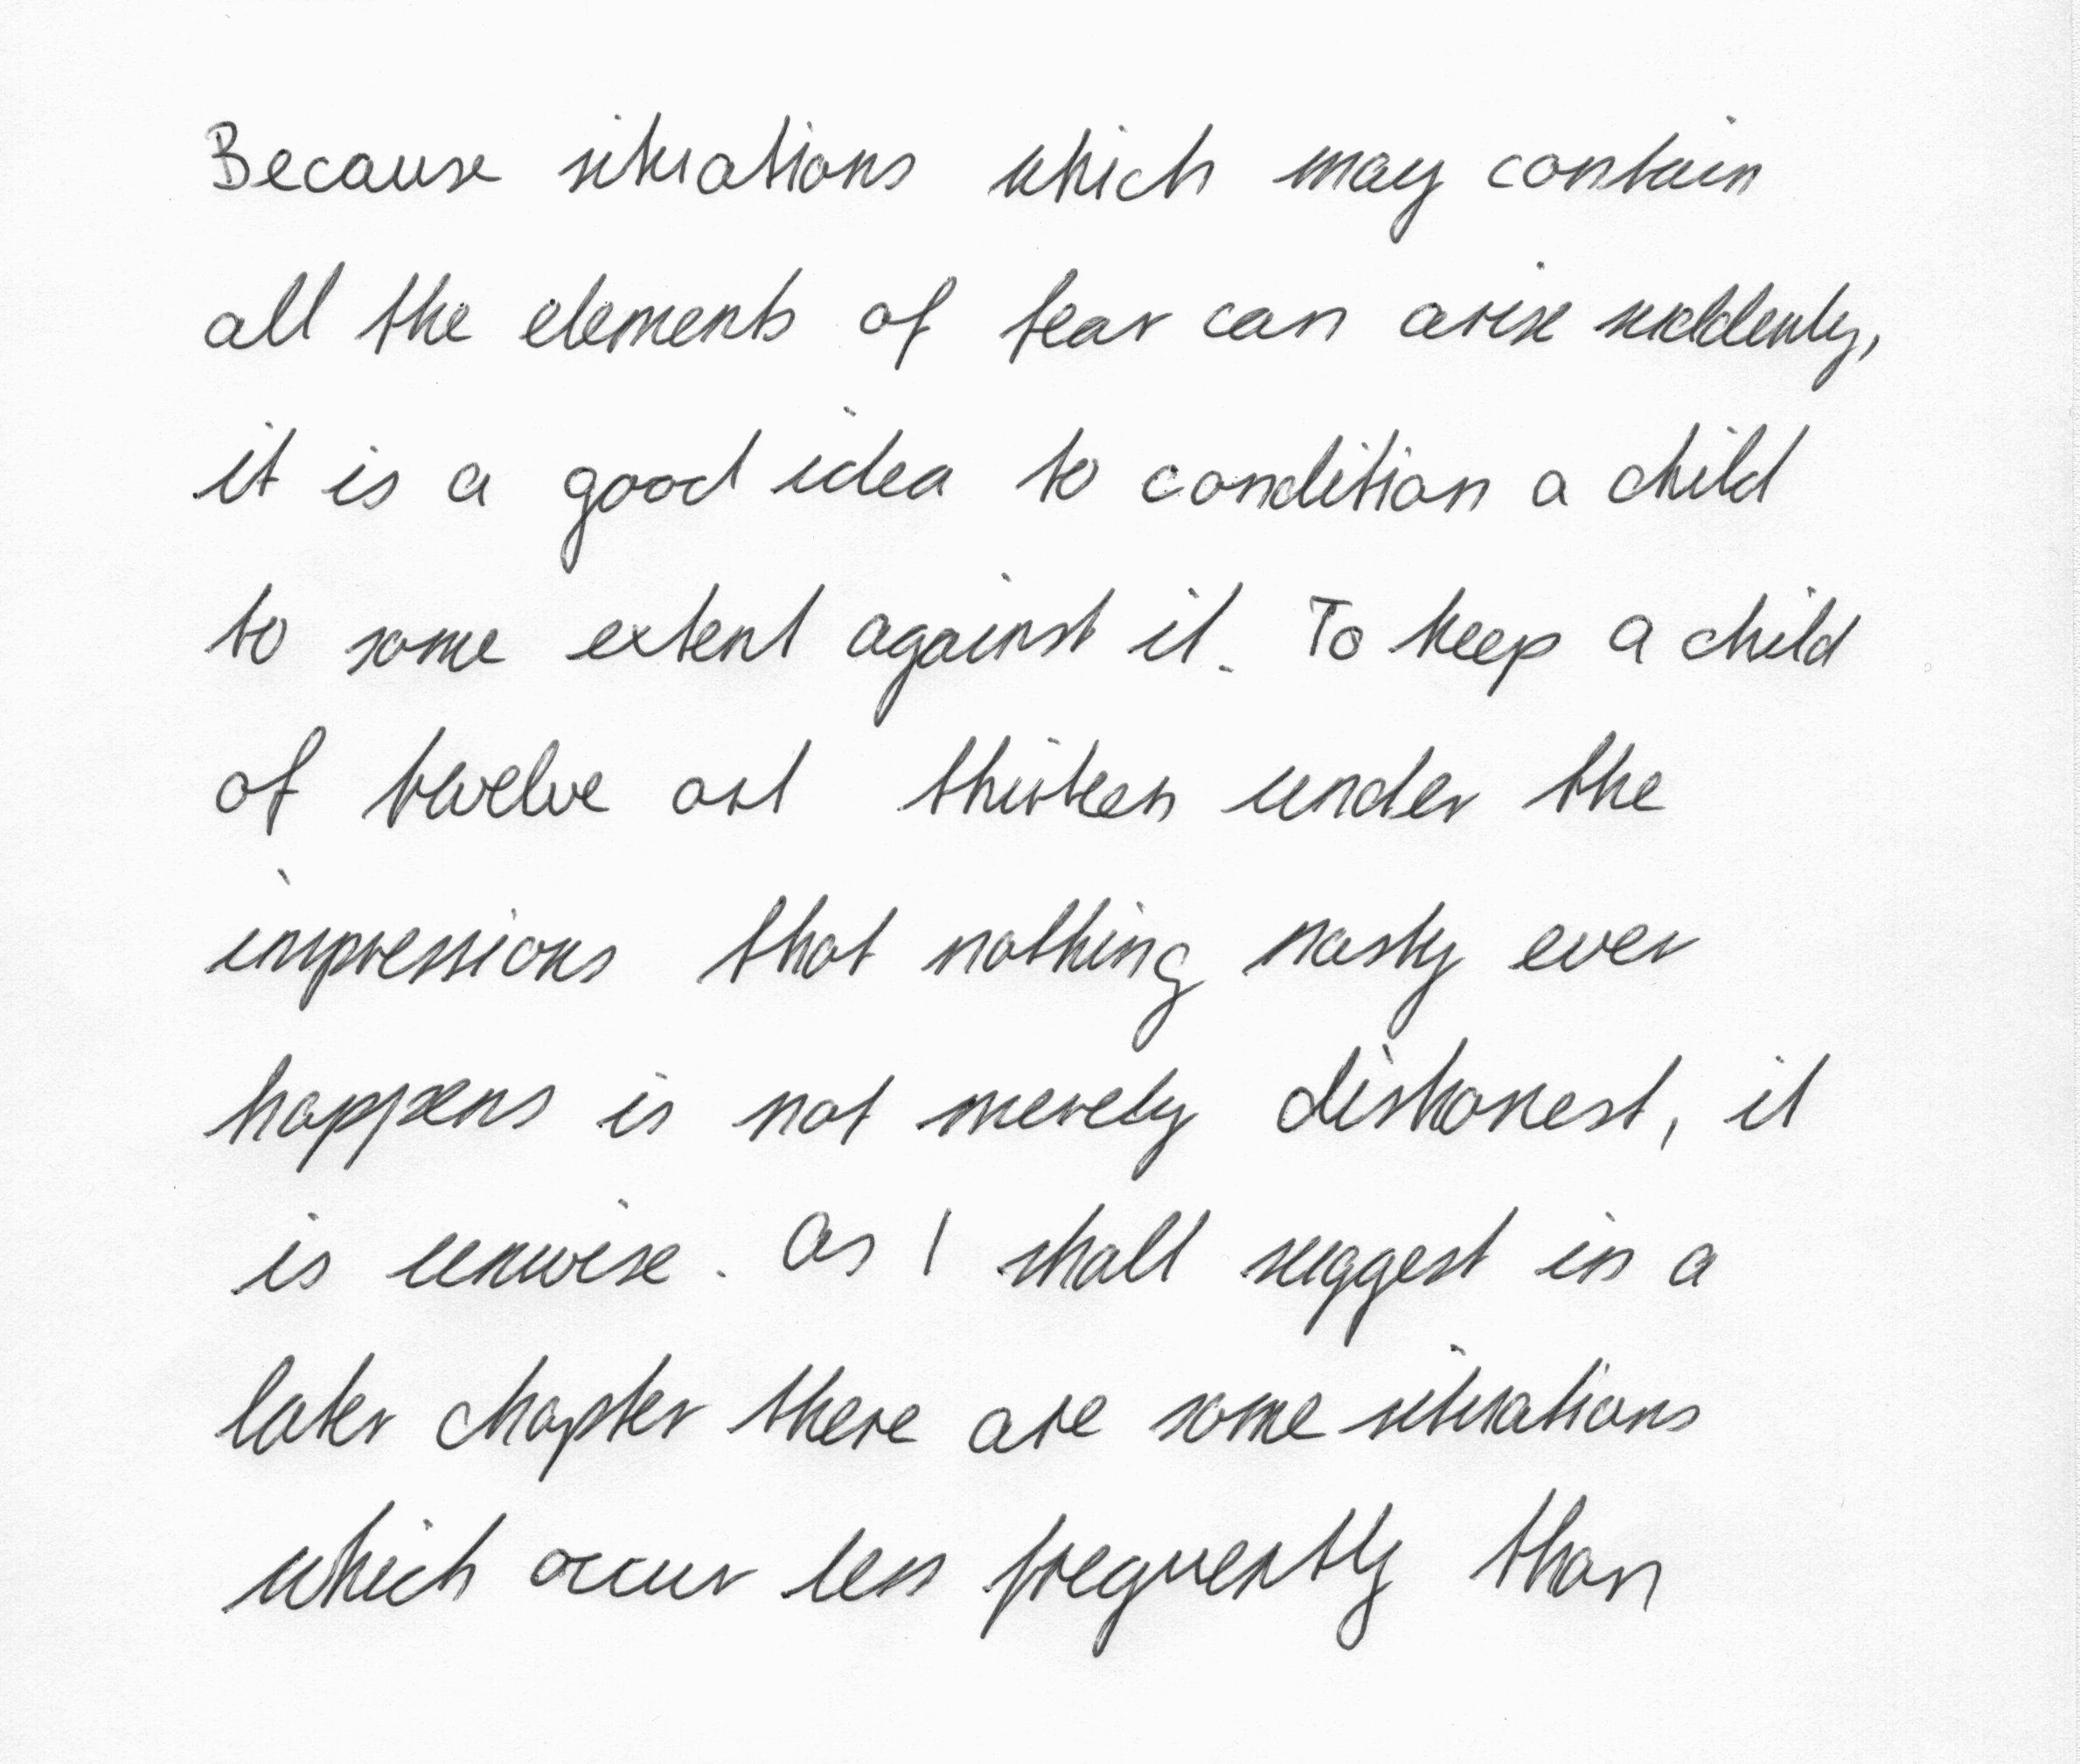 Because situations which may contain
all the elements of fear can arise suddenly,
it is a good idea to condition a child
to some extent against it. To keep a child
of twelve ort thirteen under the
impressions that nothing nasty ever
happens is not merely dishonest, it
is unwise. As I shall suggest in a
later chapter there are some situations
which occur less frequently than